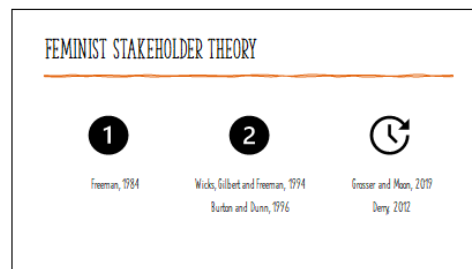 FEMINIST STAKEHOLDER THEORY
1
2
Freeman, 1984
Wicks, Gilbert and Freeman, 1994
Burton and Dunn, 1996
Grosser and Moon, 2019
Derry, 2012